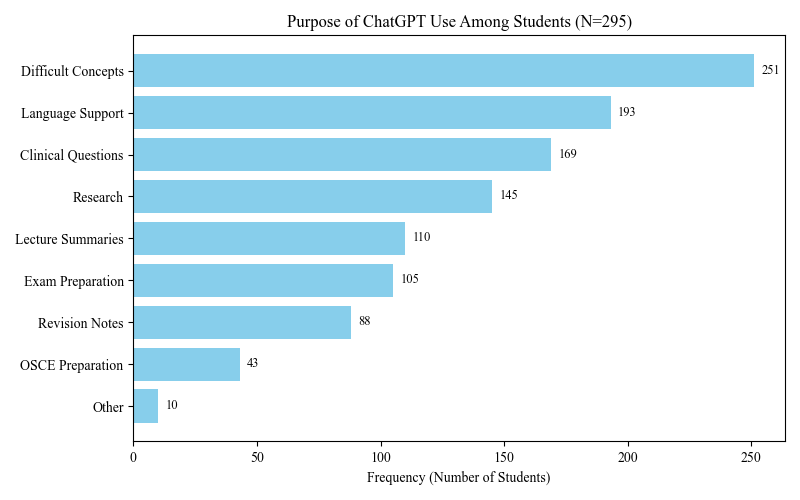 Purpose of ChatGPT Use Among Students (N=295)
Difficult Concepts 251
Language Support 193
Clinical Questions 169
Research 145
Lecture Summaries 110
Exam Preparation 105
Revision Notes 88
OSCE Preparation 43
Other 10
0 50 100 150 200 250
Frequency (Number of Students)